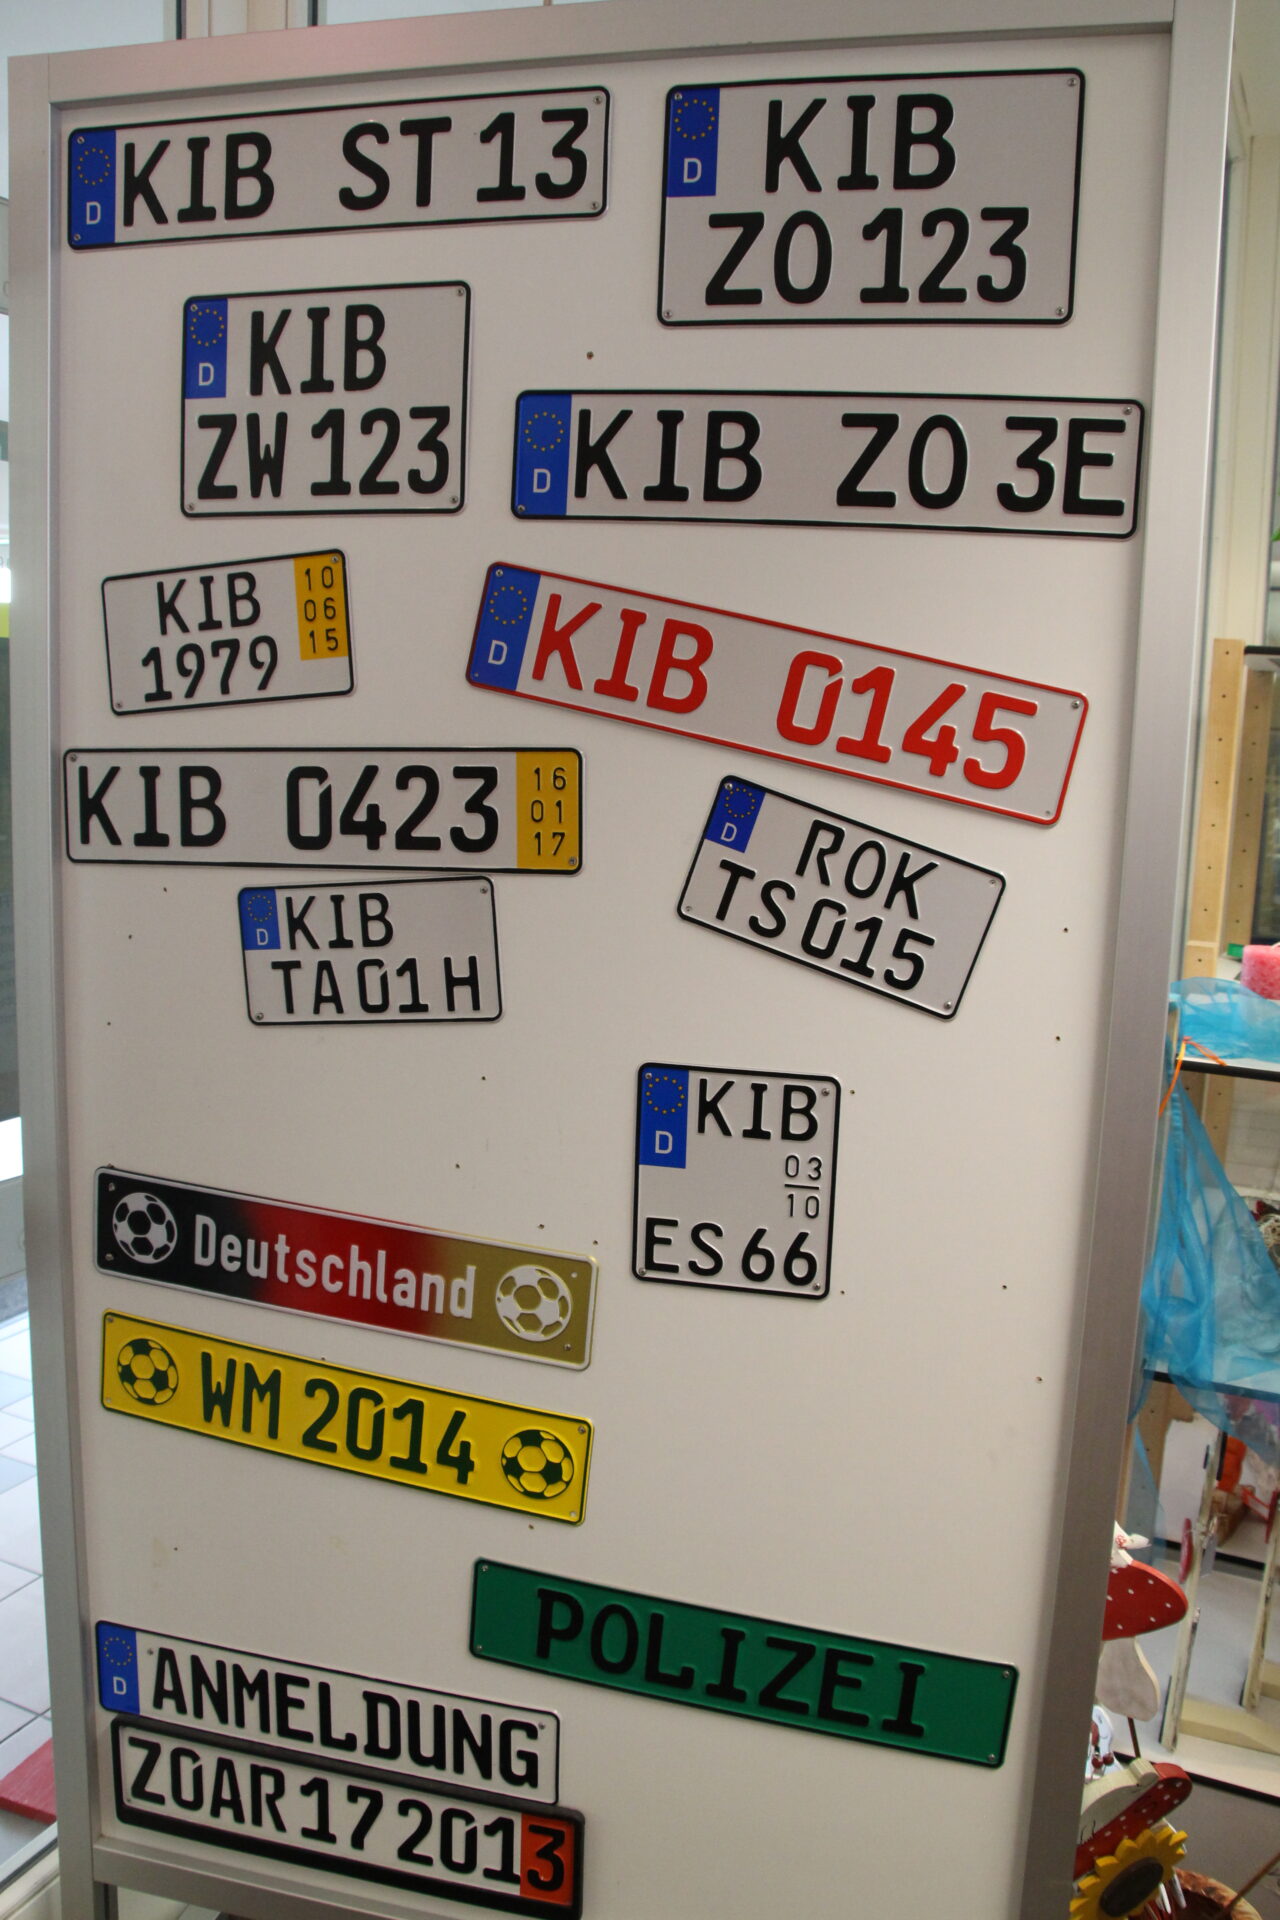 D KIB ST 13
D KIB
ZO 123
D KIB
ZW 123
D KIB ZO 3E
KIB
1979
10
06
15
D KIB 0145
KIB 0423
16
01
17
D ROK
TS 015
D KIB
TA 01H
D KIB
03
10
ES 66
Deutschland
WM 2014
POLIZEI
D ANMELDUNG
ZOAR 17 2013